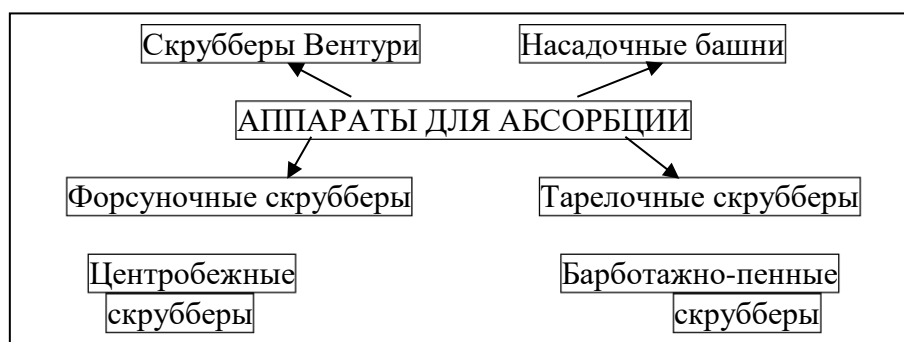 Скрубберы Вентури
Насадочные башни
АППАРАТЫ ДЛЯ АБСОРБЦИИ
Форсуночные скрубберы
Тарелочные скрубберы
Центробежные
скрубберы
Барботажно-пенные
скрубберы